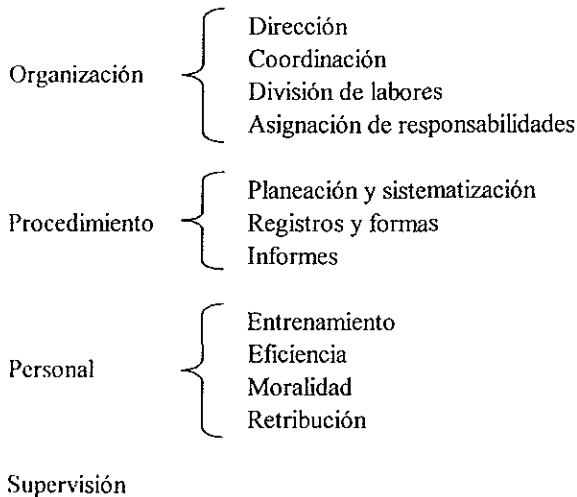 Organización
Dirección
Coordinación
División de labores
Asignación de responsabilidades
Procedimiento
Planeación y sistematización
Registros y formas
Informes
Personal
Entrenamiento
Eficiencia
Moralidad
Retribución
Supervisión